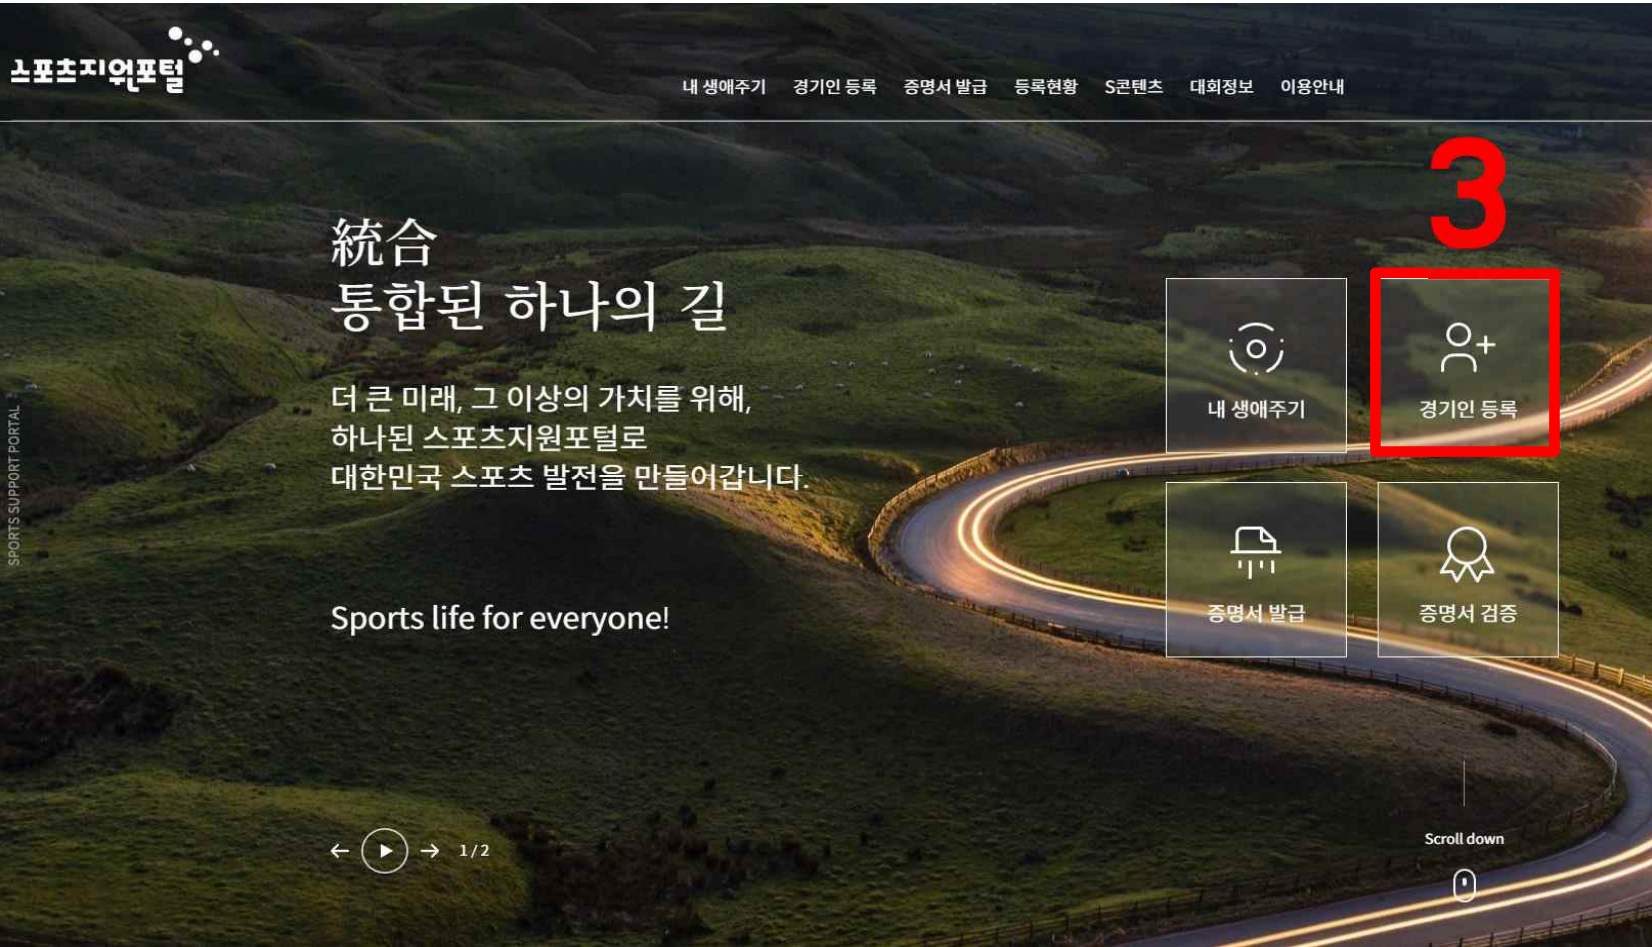 스포츠지원포털
내 생애주기 경기인 등록 증명서 발급 등록현황 S콘텐츠 대회정보 이용안내
3
統合
통합된 하나의 길
더 큰 미래, 그 이상의 가치를 위해,
하나된 스포츠지원포털로
대한민국 스포츠 발전을 만들어갑니다.
Sports life for everyone!
내 생애주기
경기인 등록
증명서 발급
증명서 검증
SPORTS SUPPORT PORTAL
1 / 2
Scroll down